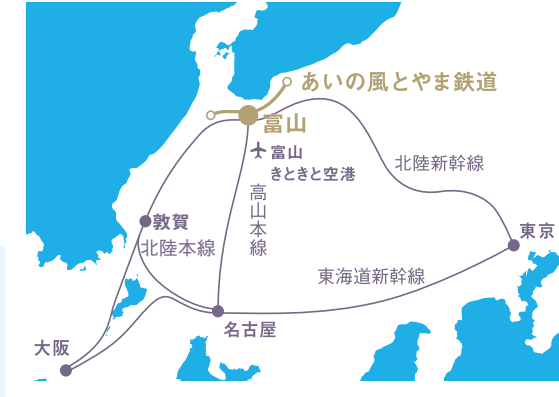 あいの風とやま鉄道
富山
富山
きときと空港
北陸新幹線
高山本線
敦賀
東京
北陸本線
東海道新幹線
名古屋
大阪